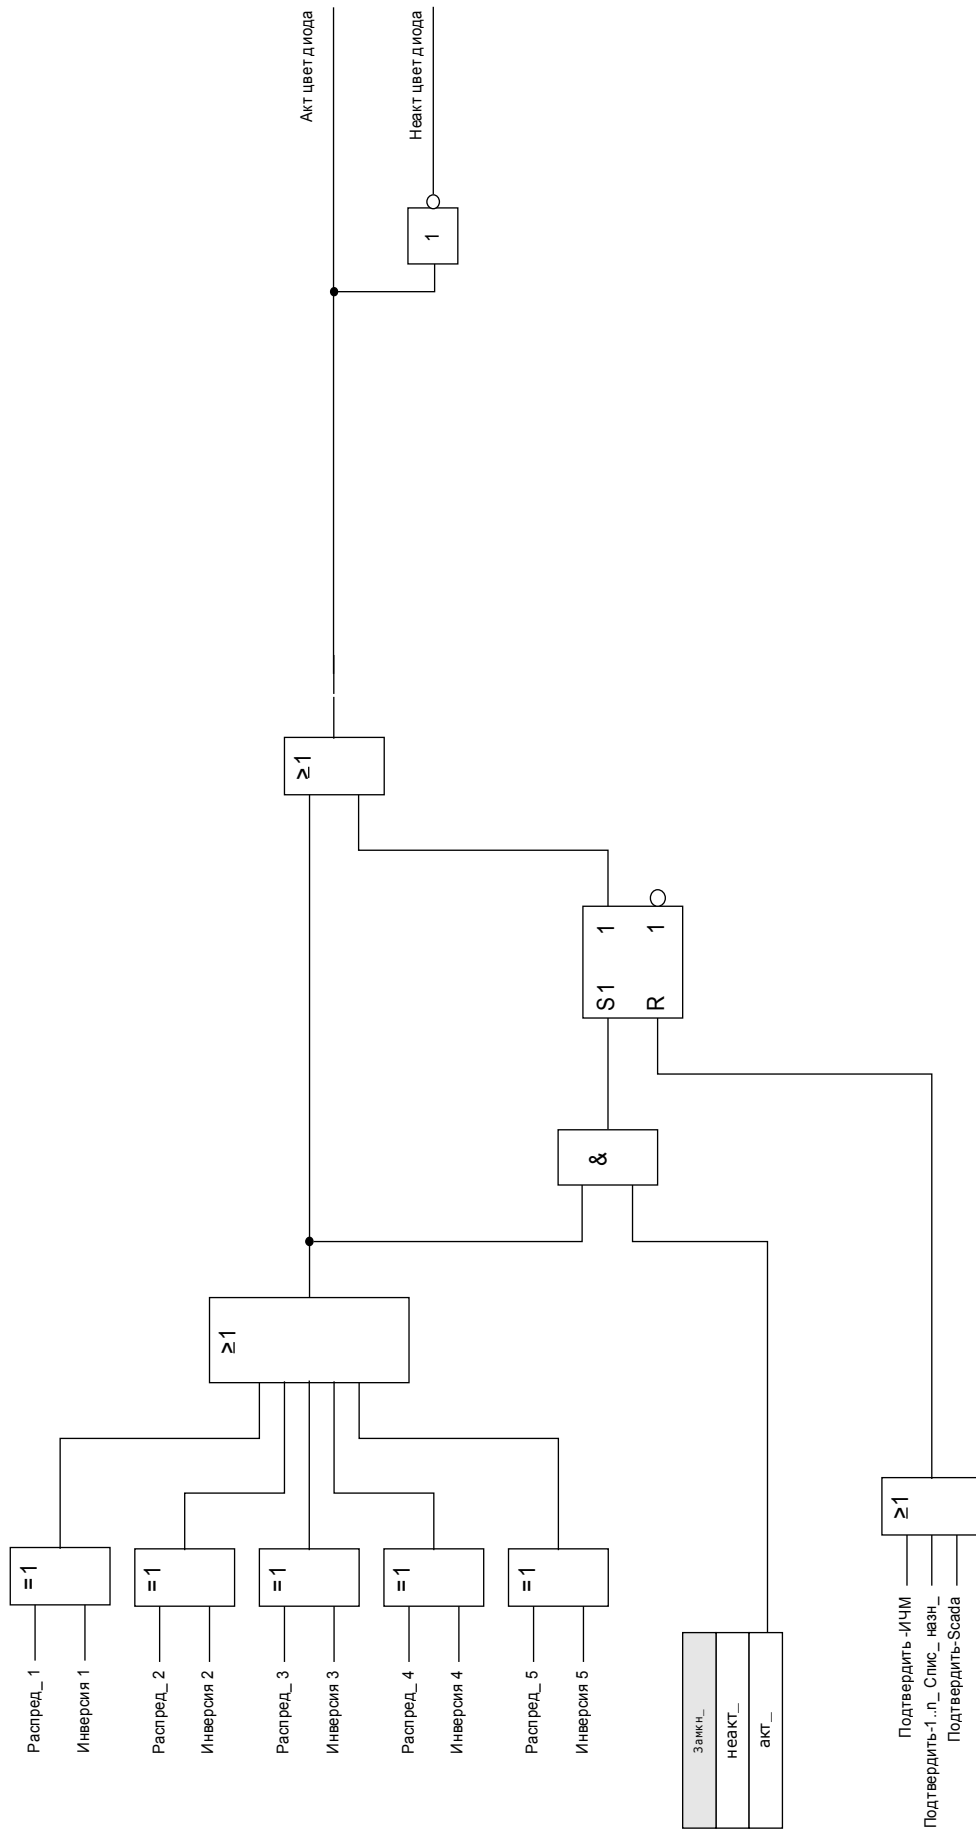 Акт цвет диода
Неакт цвет диода
1
≥1
S1 1
R 1
&
≥1
=1
=1
=1
=1
=1
≥1
Распред_ 1
Инверсия 1
Распред_ 2
Инверсия 2
Распред_ 3
Инверсия 3
Распред_ 4
Инверсия 4
Распред_ 5
Инверсия 5
Замкн_
неакт_
акт_
Подтвердить -ИЧМ
Подтвердить-1..n_ Спис_ назн_
Подтвердить-Scada